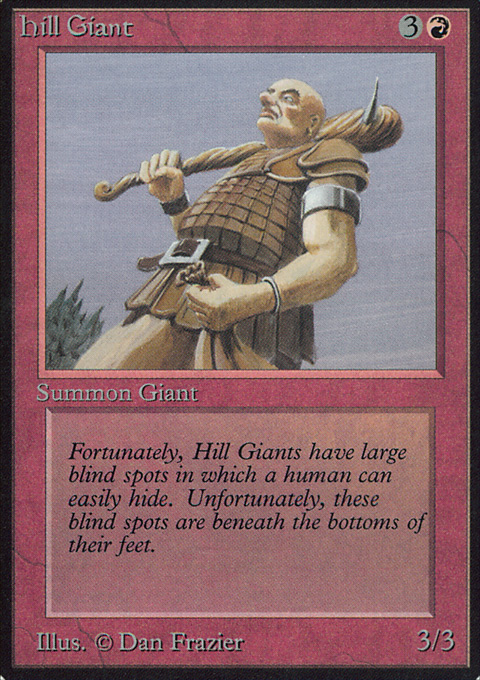 Hill Giant 3
Summon Giant
Fortunately, Hill Giants have large
blind spots in which a human can
easily hide. Unfortunately, these
blind spots are beneath the bottoms of
their feet.
Illus. © Dan Frazier 3/3